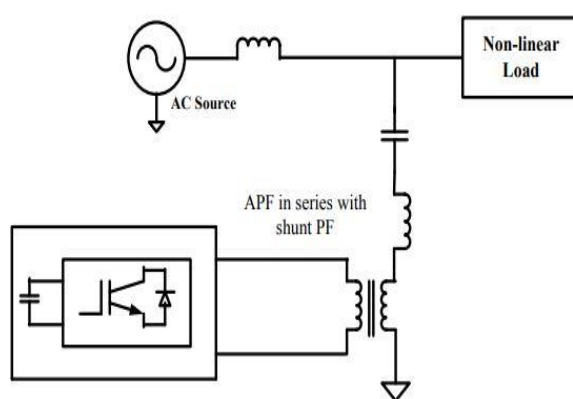 Non-linear
Load
AC Source
APF in series with
shunt PF